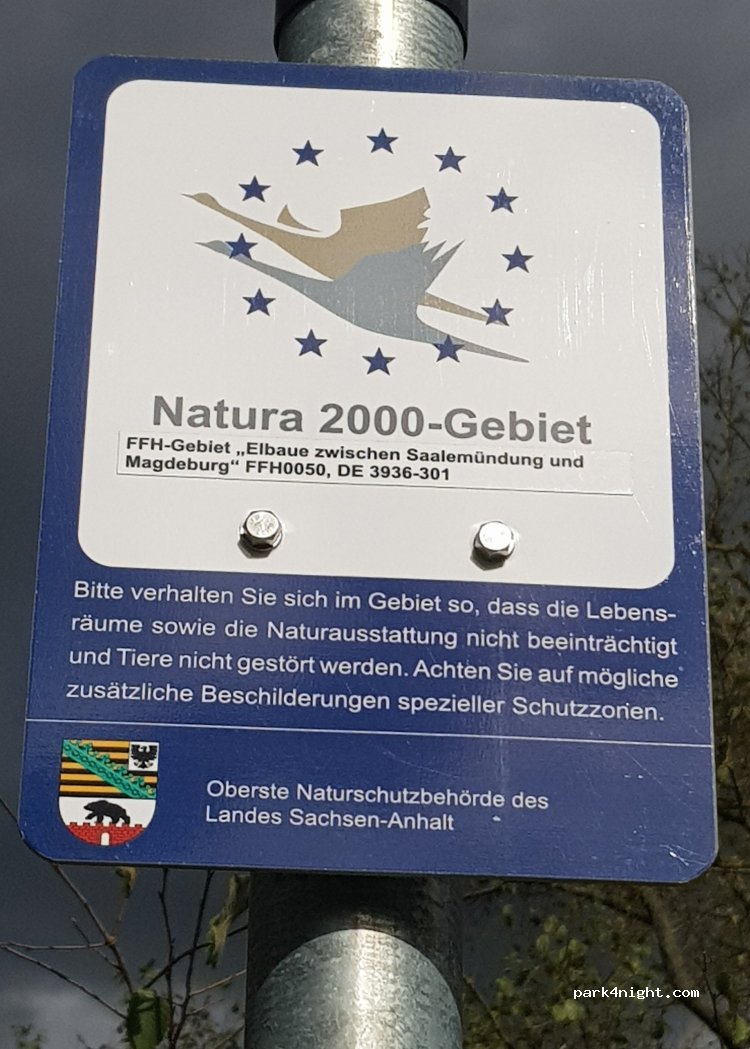 Natura 2000-Gebiet
FFH-Gebiet „Elbaue zwischen Saalemündung und
Magdeburg“ FFH0050, DE 3936-301
Bitte verhalten Sie sich im Gebiet so, dass die Lebens-
räume sowie die Naturausstattung nicht beeinträchtigt
und Tiere nicht gestört werden. Achten Sie auf mögliche
zusätzliche Beschilderungen spezieller Schutzzonen.
Oberste Naturschutzbehörde des
Landes Sachsen-Anhalt
park4night.com